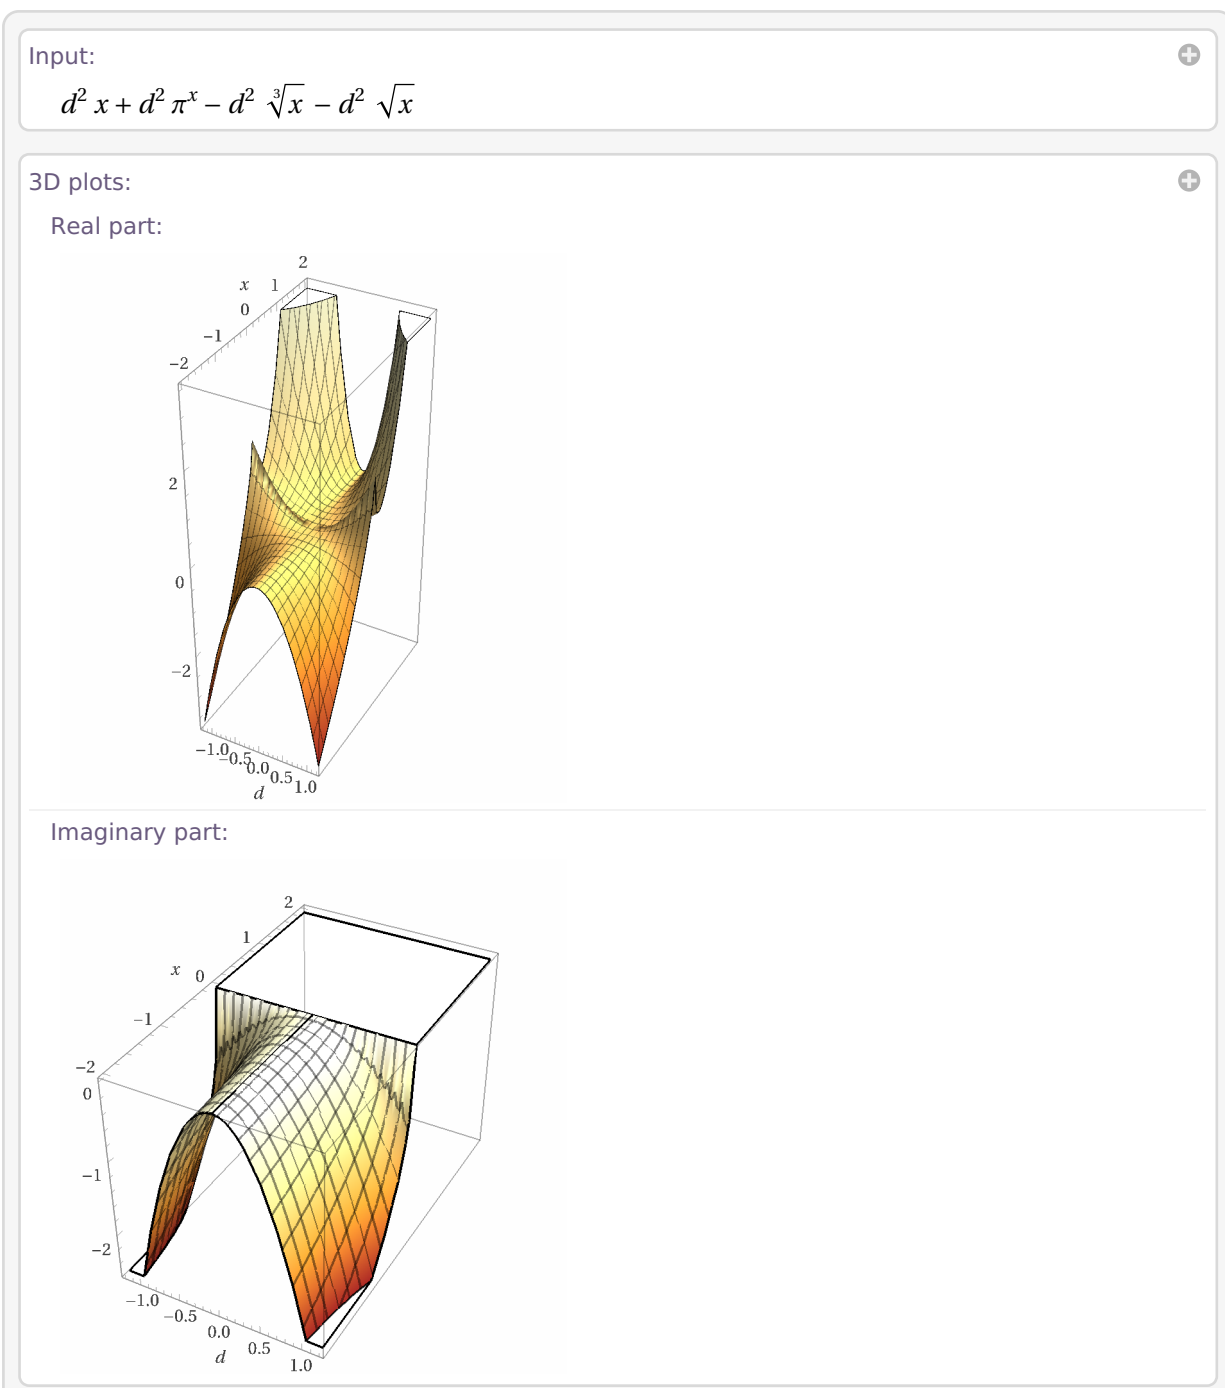 Input:
d² x + d² π^x − d² ∛x − d² √x
3D plots:
Real part:
2
x 1
0
−1
−2
2
0
−2
−1.0 −0.5 0.0 0.5 1.0
d
Imaginary part:
2
1
x 0
−1
−2
0
−1
−2
−1.0
−0.5
0.0
0.5
1.0
d